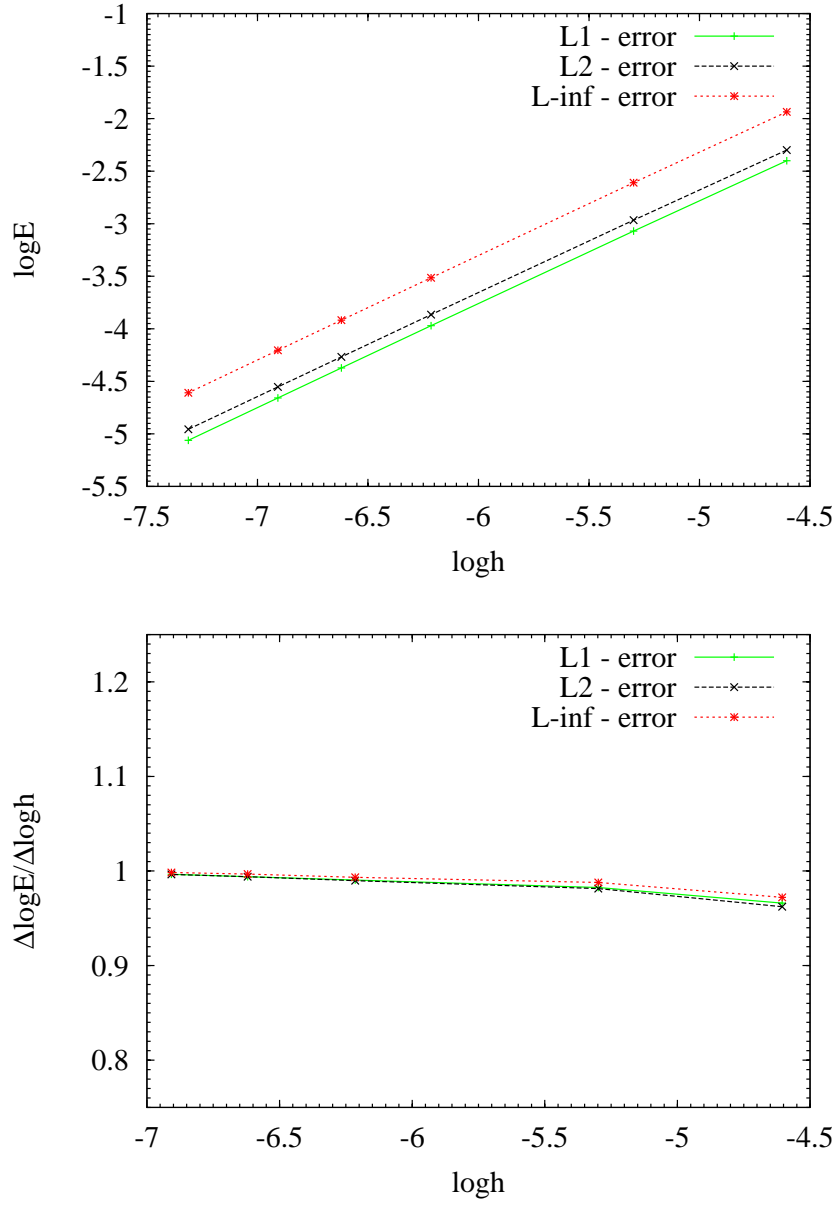 -1
-1.5
-2
-2.5
-3
-3.5
-4
-4.5
-5
-5.5
logE
L1 - error
L2 - error
L-inf - error
-7.5 -7 -6.5 -6 -5.5 -5 -4.5
logh
1.2
1.1
1
0.9
0.8
ΔlogE/Δlogh
L1 - error
L2 - error
L-inf - error
-7 -6.5 -6 -5.5 -5 -4.5
logh